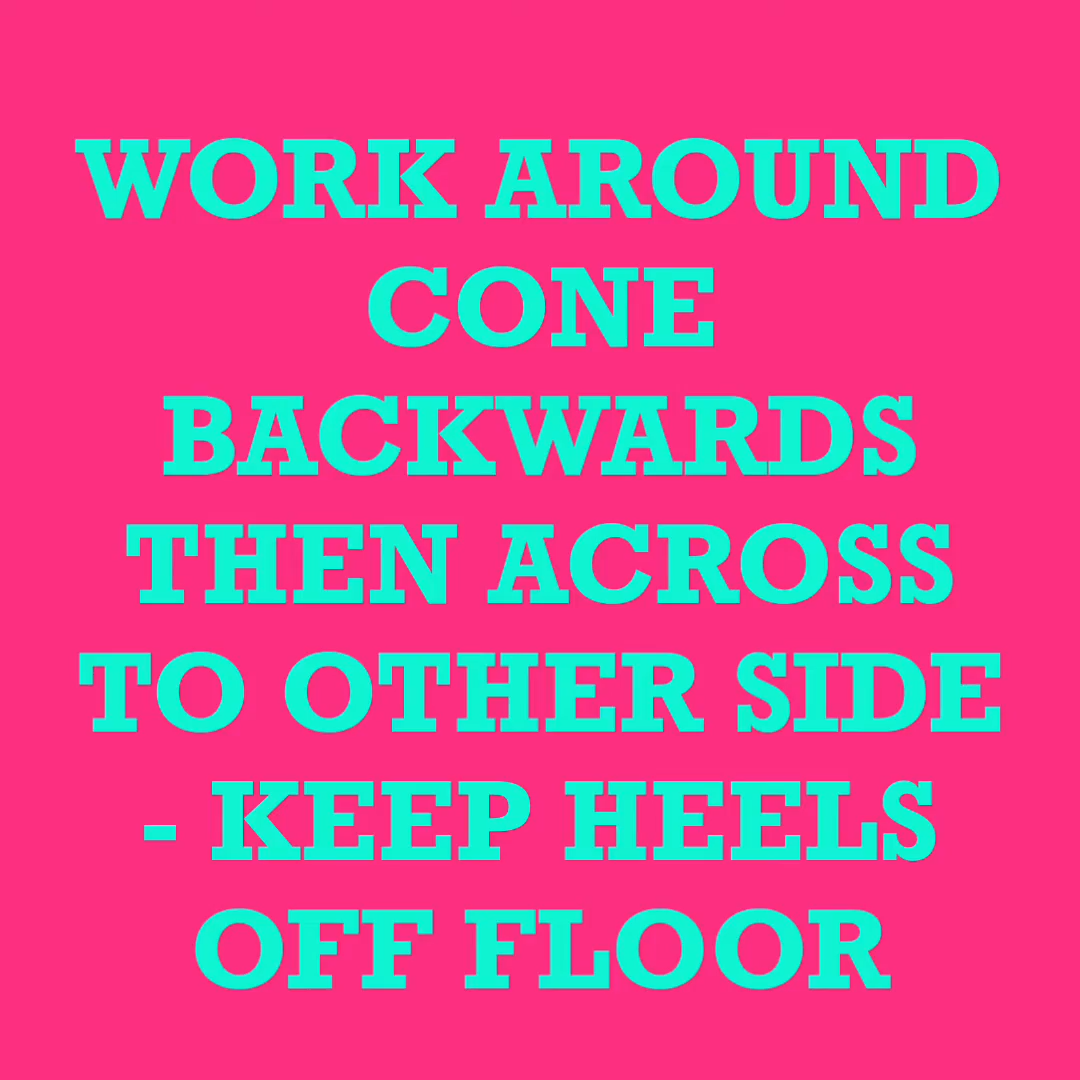 WORK AROUND
CONE
BACKWARDS
THEN ACROSS
TO OTHER SIDE
- KEEP HEELS
OFF FLOOR